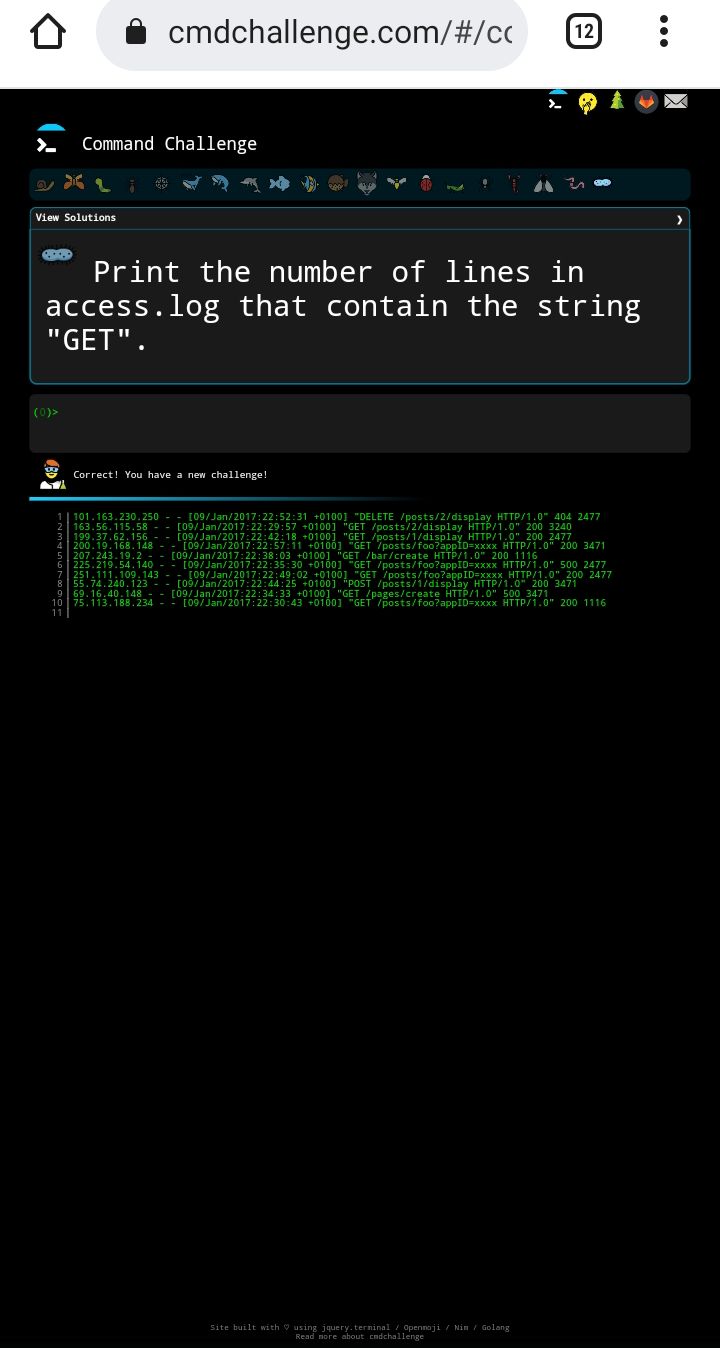 cmdchallenge.com/#/cc
12
Command Challenge
View Solutions
Print the number of lines in
access.log that contain the string
"GET".
(0)>
Correct! You have a new challenge!
1 101.163.230.250 - - [09/Jan/2017:22:52:31 +0100] "DELETE /posts/2/display HTTP/1.0" 404 2477
2 163.56.115.58 - - [09/Jan/2017:22:29:57 +0100] "GET /posts/2/display HTTP/1.0" 200 3240
3 199.37.62.156 - - [09/Jan/2017:22:42:18 +0100] "GET /posts/1/display HTTP/1.0" 200 2477
4 200.19.168.148 - - [09/Jan/2017:22:57:11 +0100] "GET /posts/foo?appID=xxxx HTTP/1.0" 200 3471
5 207.243.19.2 - - [09/Jan/2017:22:38:03 +0100] "GET /bar/create HTTP/1.0" 200 1116
6 225.219.54.140 - - [09/Jan/2017:22:35:30 +0100] "GET /posts/foo?appID=xxxx HTTP/1.0" 500 2477
7 251.111.109.143 - - [09/Jan/2017:22:49:02 +0100] "GET /posts/foo?appID=xxxx HTTP/1.0" 200 2477
8 55.74.240.123 - - [09/Jan/2017:22:44:25 +0100] "POST /posts/1/display HTTP/1.0" 200 3471
9 69.16.40.148 - - [09/Jan/2017:22:34:33 +0100] "GET /pages/create HTTP/1.0" 500 3471
10 75.113.188.234 - - [09/Jan/2017:22:30:43 +0100] "GET /posts/foo?appID=xxxx HTTP/1.0" 200 1116
11
Site built with ♡ using jquery.terminal / Openmoji / Nim / Golang
Read more about cmdchallenge